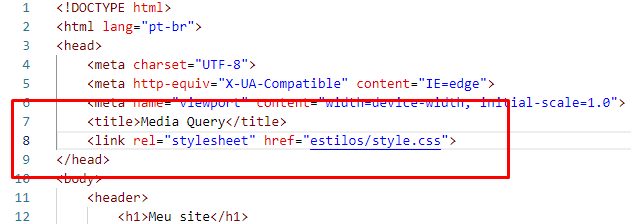 1 <!DOCTYPE html>
2 <html lang="pt-br">
3 <head>
4 <meta charset="UTF-8">
5 <meta http-equiv="X-UA-Compatible" content="IE=edge">
6 <meta name="viewport" content="width=device-width, initial-scale=1.0">
7 <title>Media Query</title>
8 <link rel="stylesheet" href="estilos/style.css">
9 </head>
10 <body>
11 <header>
12 <h1>Meu site</h1>